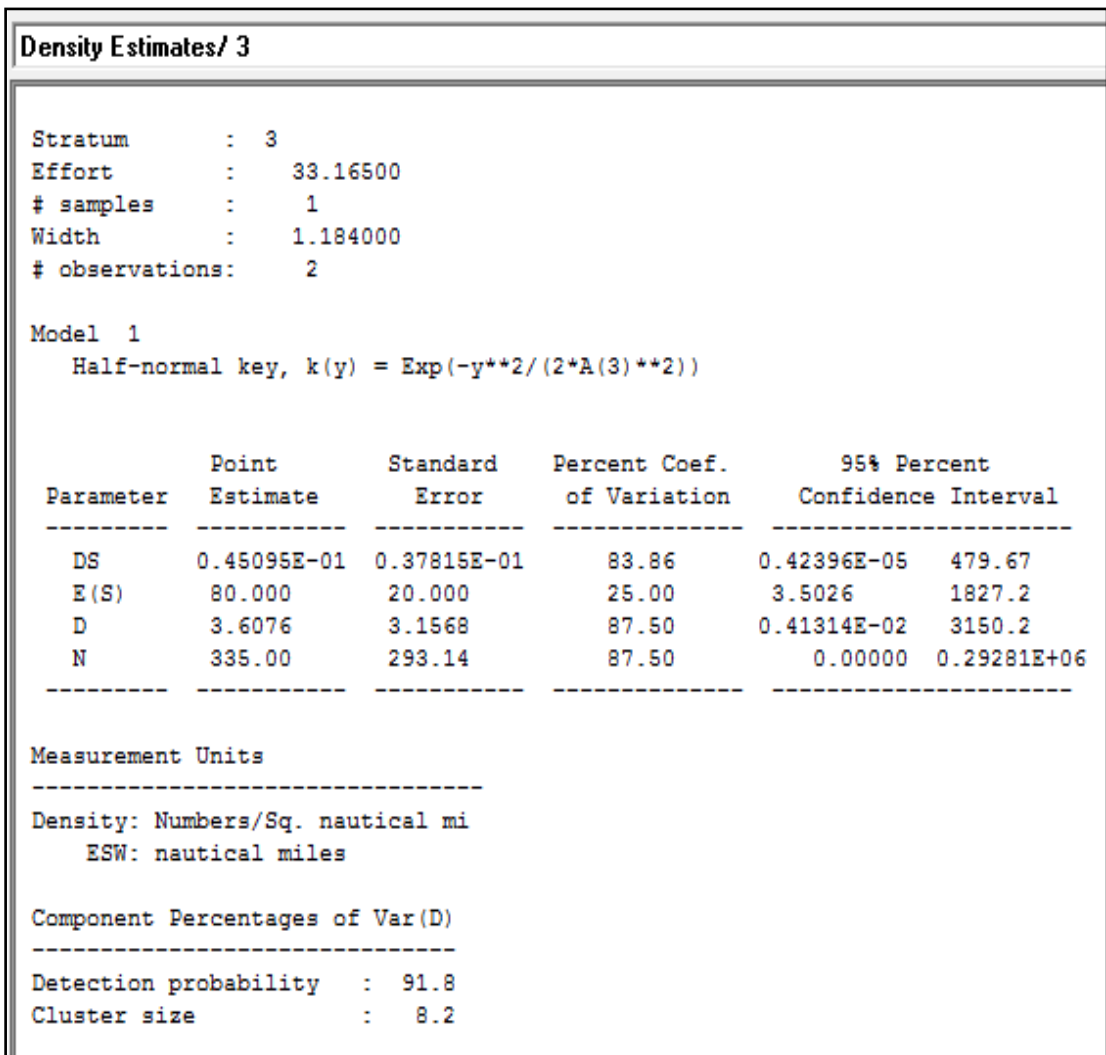 Density Estimates/ 3
Stratum : 3
Effort : 33.16500
# samples : 1
Width : 1.184000
# observations: 2
Model 1
Half-normal key, k(y) = Exp(-y**2/(2*A(3)**2))
Point Standard Percent Coef. 95% Percent
Parameter Estimate Error of Variation Confidence Interval
--------- ----------- ----------- -------------- ----------------------
DS 0.45095E-01 0.37815E-01 83.86 0.42396E-05 479.67
E(S) 80.000 20.000 25.00 3.5026 1827.2
D 3.6076 3.1568 87.50 0.41314E-02 3150.2
N 335.00 293.14 87.50 0.00000 0.29281E+06
--------- ----------- ----------- -------------- ----------------------
Measurement Units
---------------------------------
Density: Numbers/Sq. nautical mi
ESW: nautical miles
Component Percentages of Var(D)
-------------------------------
Detection probability : 91.8
Cluster size : 8.2